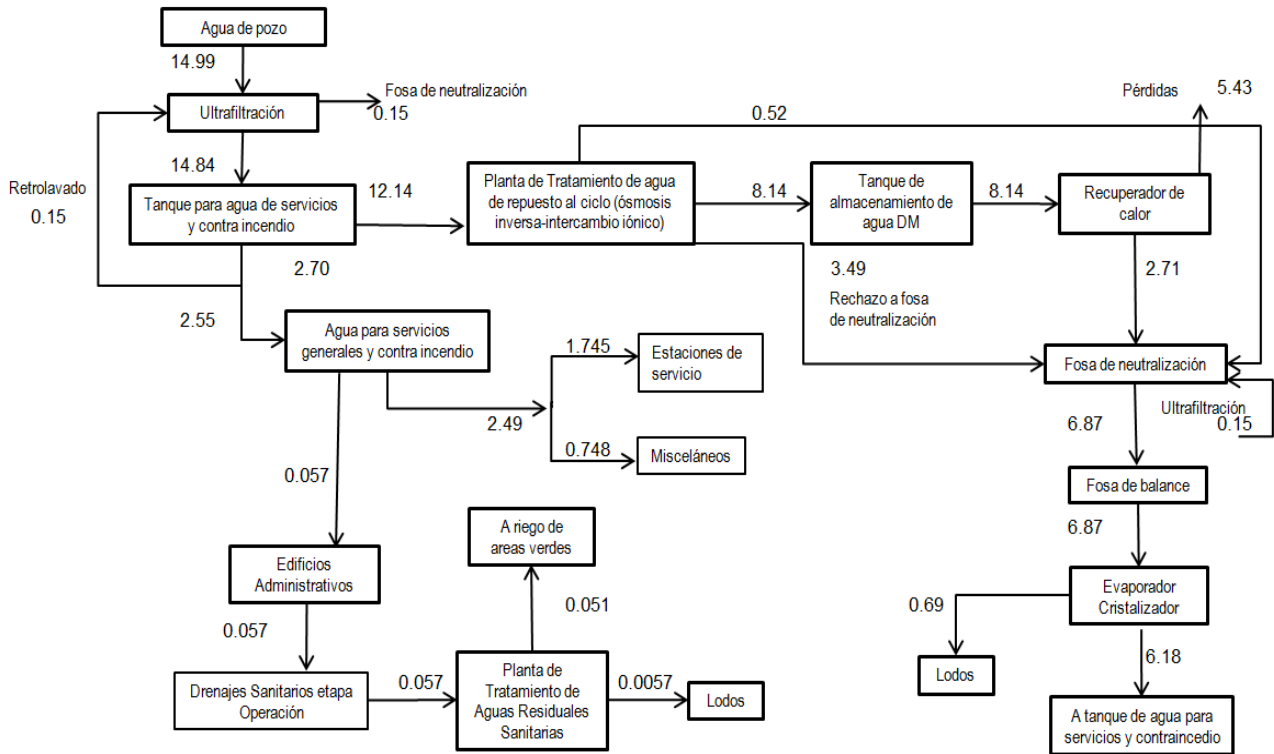 Agua de pozo
14.99
Ultrafiltración
Fosa de neutralización
0.15
Pérdidas
5.43
0.52
14.84
Retrolavado
0.15
Tanque para agua de servicios
y contra incendio
12.14
Planta de Tratamiento de agua
de repuesto al ciclo (ósmosis
inversa-intercambio iónico)
8.14
Tanque de
almacenamiento de
agua DM
8.14
Recuperador de
calor
2.70
3.49
Rechazo a fosa
de neutralización
2.71
2.55
Agua para servicios
generales y contra incendio
1.745
Estaciones de
servicio
2.49
0.748
Misceláneos
Fosa de neutralización
Ultrafiltración
0.15
6.87
Fosa de balance
6.87
Evaporador
Cristalizador
0.69
Lodos
6.18
A tanque de agua para
servicios y contraincedio
0.057
Edificios
Administrativos
0.057
Drenajes Sanitarios etapa
Operación
0.057
Planta de
Tratamiento de
Aguas Residuales
Sanitarias
0.051
A riego de
areas verdes
0.0057
Lodos